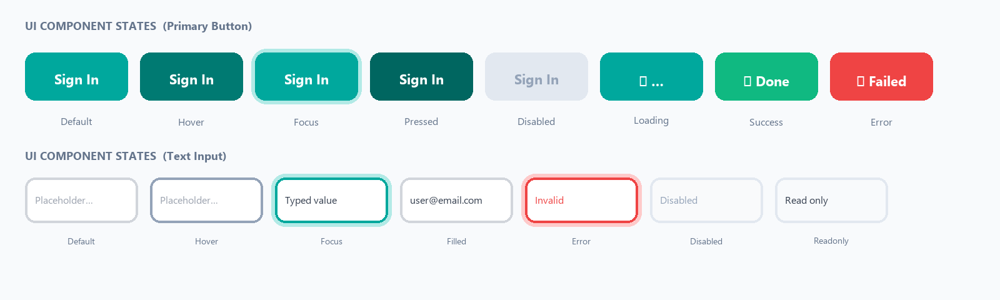 UI COMPONENT STATES (Primary Button)
Sign In Sign In Sign In Sign In Sign In ▯ ... ▯ Done ▯ Failed
Default Hover Focus Pressed Disabled Loading Success Error
UI COMPONENT STATES (Text Input)
Placeholder... Placeholder... Typed value user@email.com Invalid Disabled Read only
Default Hover Focus Filled Error Disabled Readonly